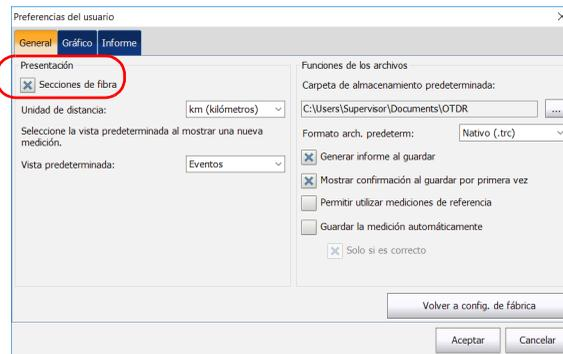 Preferencias del usuario
General Gráfico Informe
Presentación
Secciones de fibra
Unidad de distancia: km (kilómetros)
Seleccione la vista predeterminada al mostrar una nueva
medición.
Vista predeterminada: Eventos
Funciones de los archivos
Carpeta de almacenamiento predeterminada:
C:\Users\Supervisor\Documents\OTDR ...
Formato arch. predeterm: Nativo (.trc)
Generar informe al guardar
Mostrar confirmación al guardar por primera vez
Permitir utilizar mediciones de referencia
Guardar la medición automáticamente
Solo si es correcto
Volver a config. de fábrica
Aceptar Cancelar